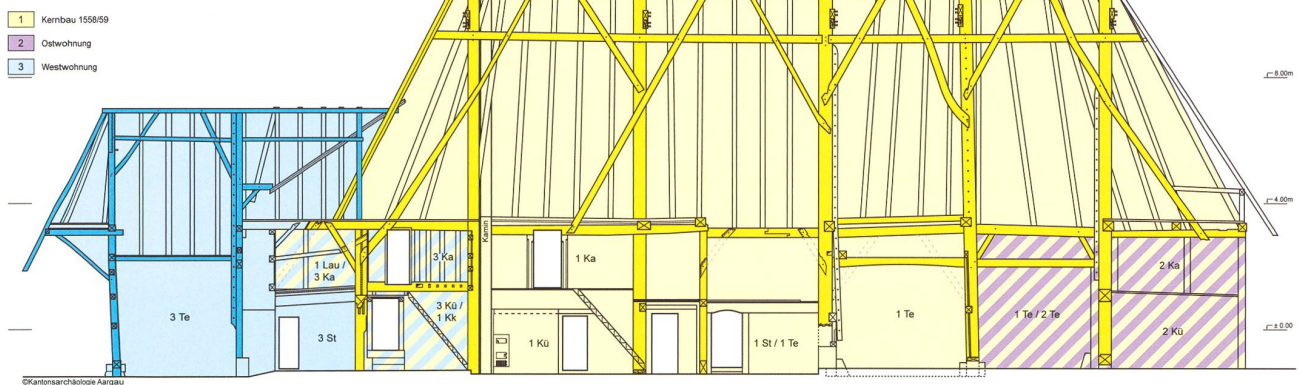 1 Kernbau 1558/59
2 Ostwohnung
3 Westwohnung
8.00m
4.00m
± 0.00
Kamin
1 Lau /
3 Ka
3 Ka
1 Ka
2 Ka
3 Te
3 St
3 Kü /
1 Kk
1 Kü
1 St / 1 Te
1 Te
1 Te / 2 Te
2 Kü
©Kantonsarchäologie Aargau